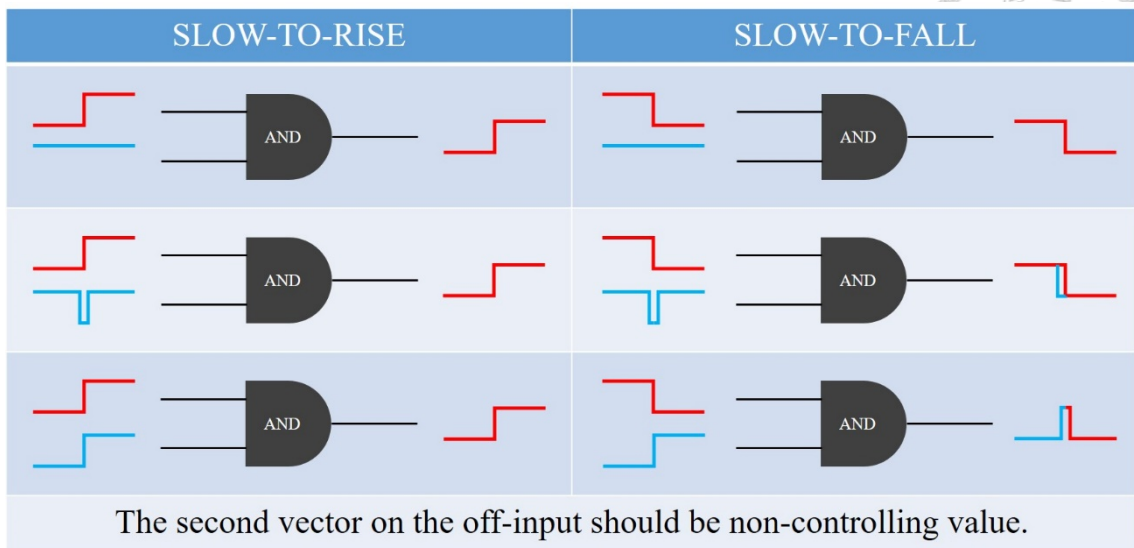 SLOW-TO-RISE
SLOW-TO-FALL
AND
AND
AND
AND
AND
AND
The second vector on the off-input should be non-controlling value.